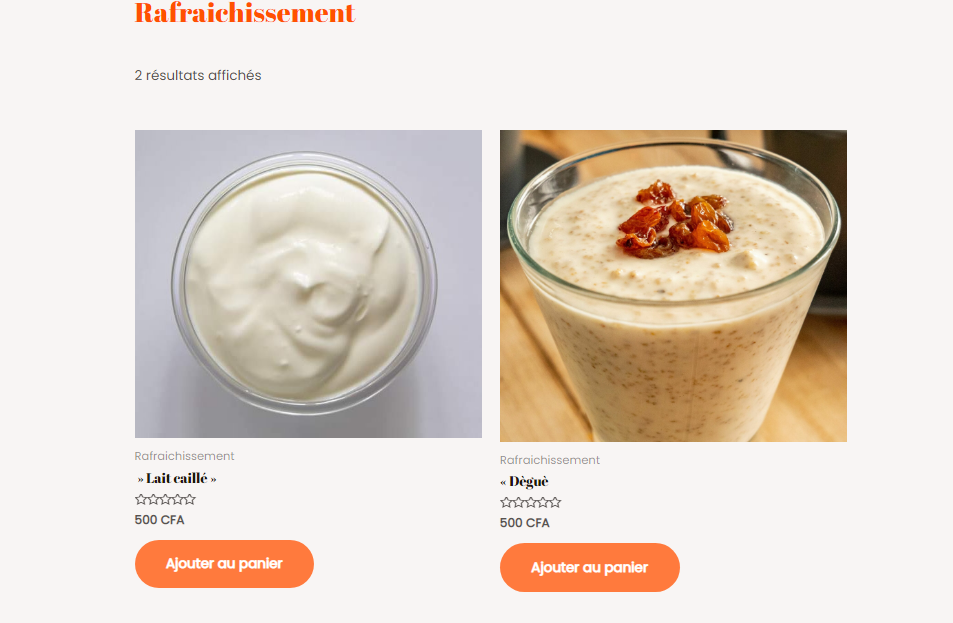 Rafraichissement
2 résultats affichés
Rafraichissement
» Lait caillé »
500 CFA
Ajouter au panier
Rafraichissement
« Dèguè
500 CFA
Ajouter au panier